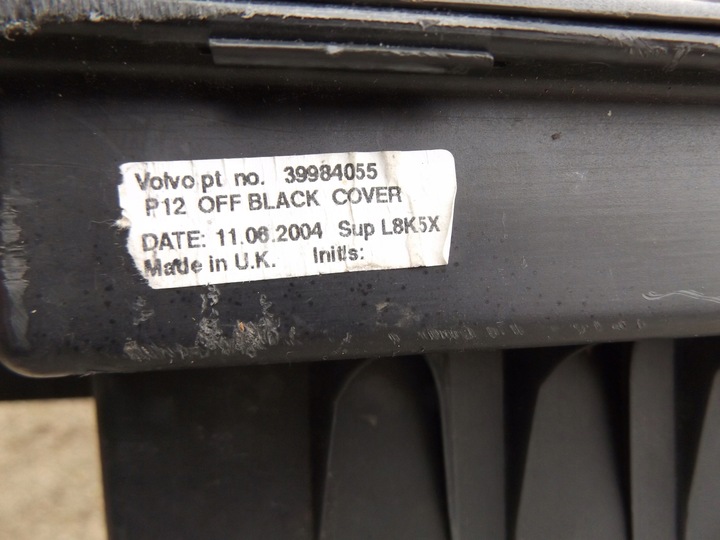 Volvo pt no. 39984055
P12 OFF BLACK COVER
DATE: 11.06.2004 Sup L8K5X
Made in U.K. Initls: